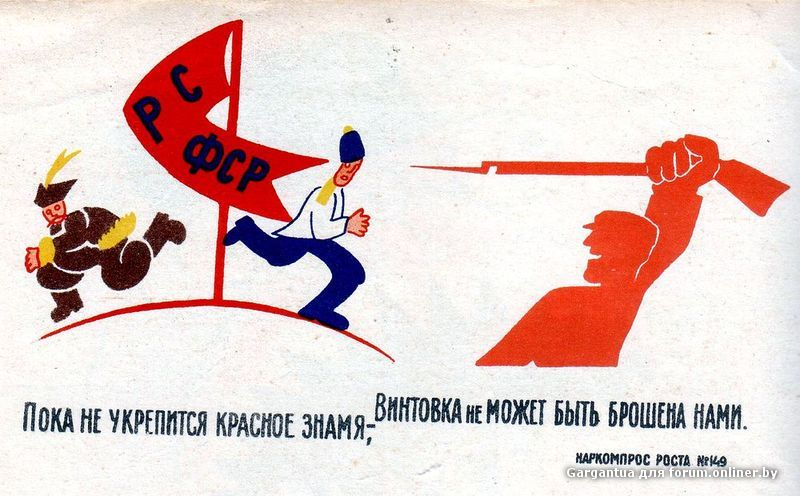 РС
ФСР
Пока не укрепится красное знамя,-
Винтовка не может быть брошена нами.
НАРКОМПРОС РОСТА №149
Gargantua для forum.onliner.by